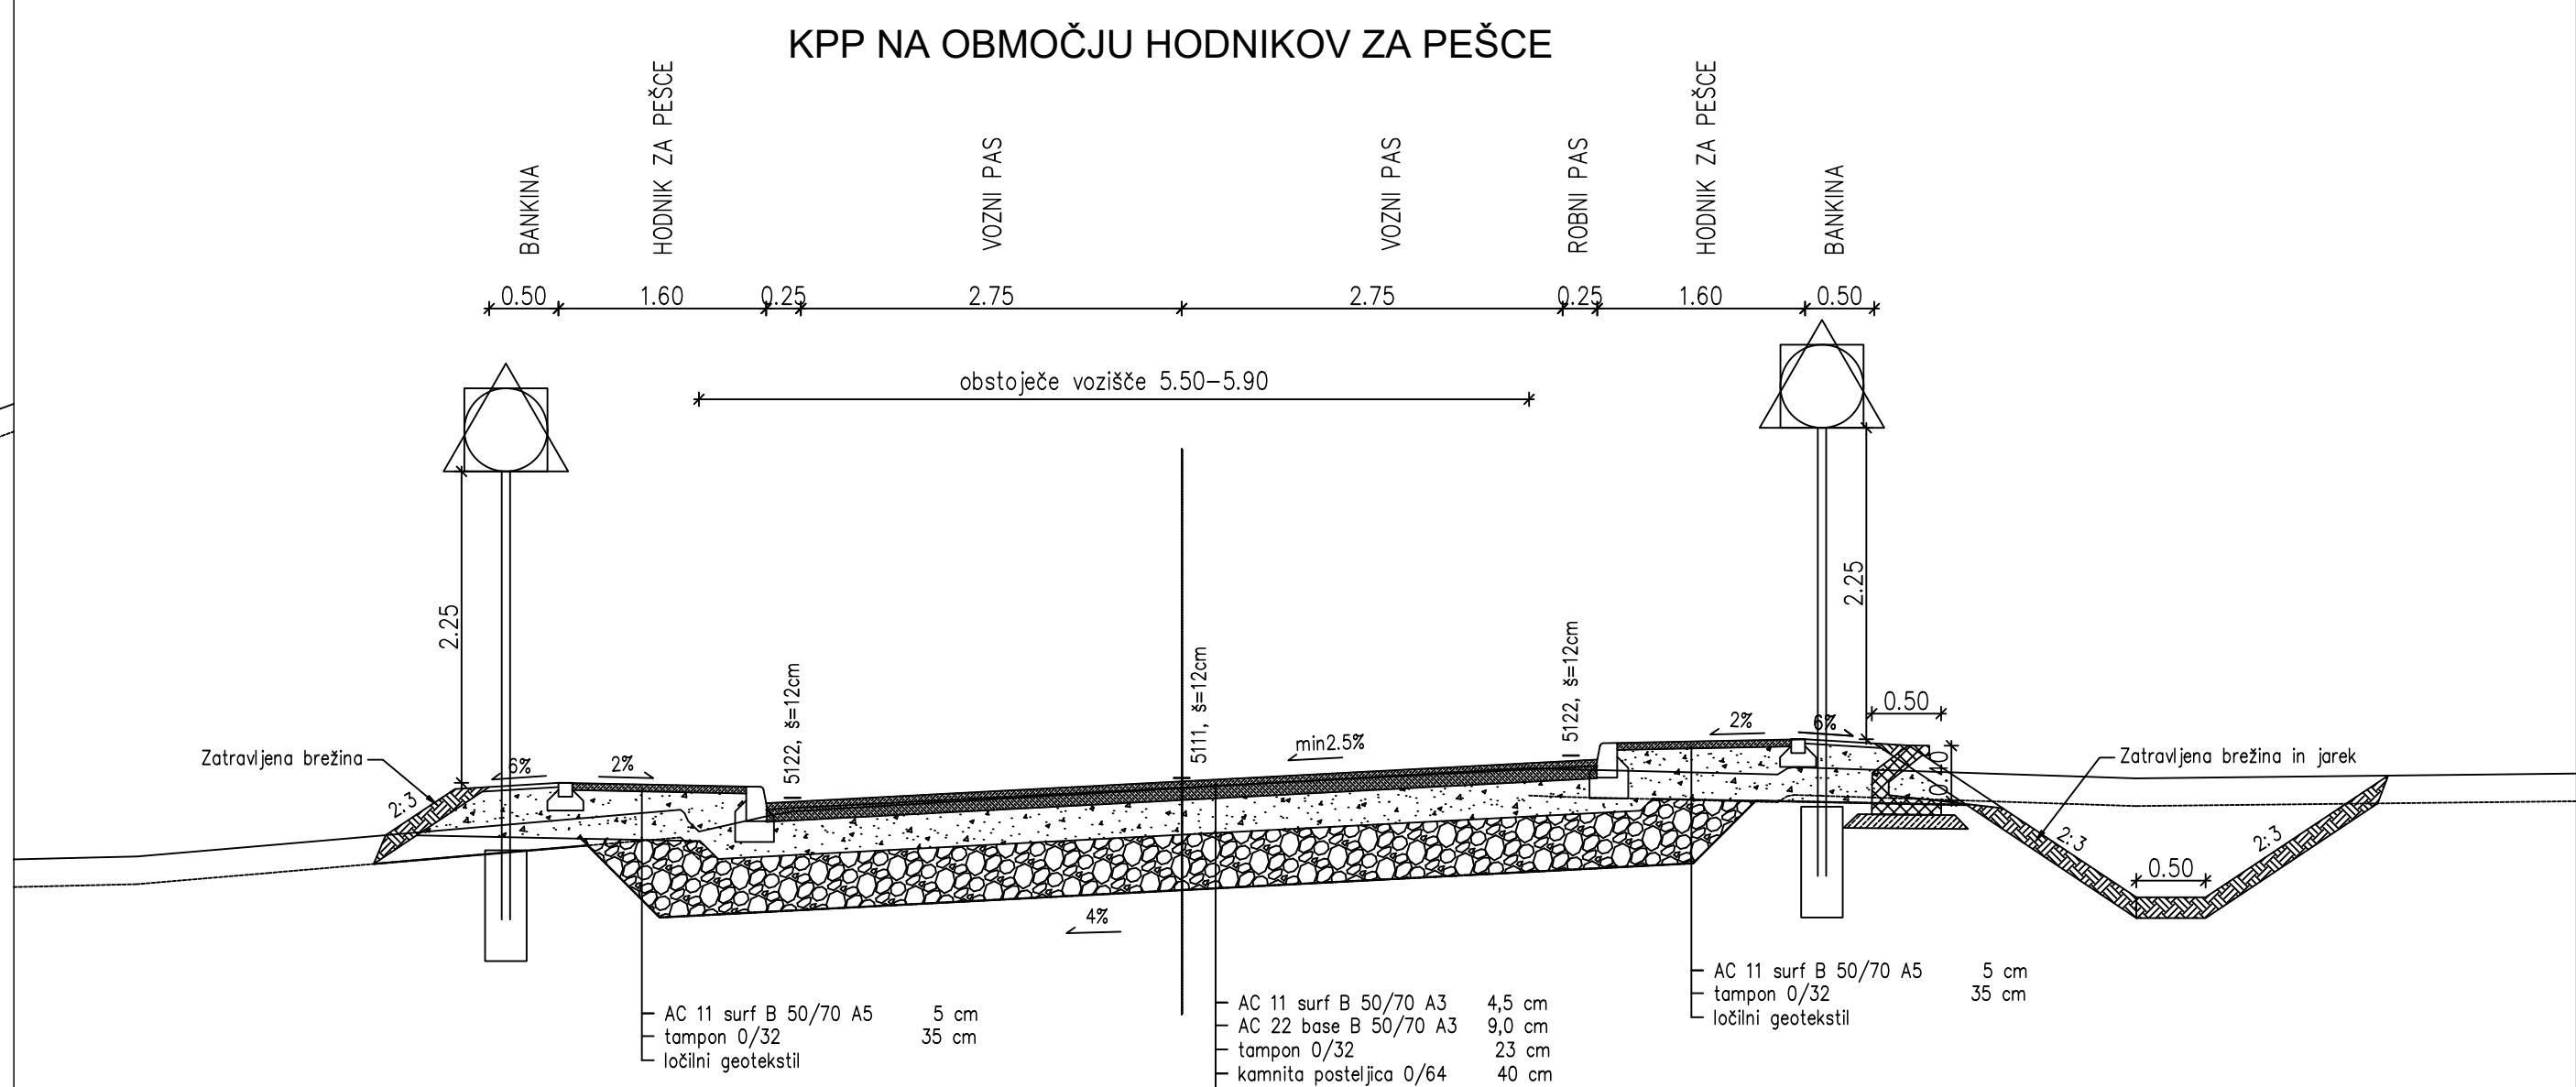 KPP NA OBMOČJU HODNIKOV ZA PEŠCE
BANKINA
HODNIK ZA PEŠCE
VOZNI PAS
VOZNI PAS
ROBNI PAS
HODNIK ZA PEŠCE
BANKINA
0.50 1.60 0.25 2.75 2.75 0.25 1.60 0.50
obstoječe vozišče 5.50–5.90
2.25
2.25
5122, š=12cm
5111, š=12cm
5122, š=12cm
0.50
0.40
Zatravljena brežina
2:3
6%
2%
min2.5%
2%
6%
Zatravljena brežina in jarek
2:3
0.50
2:3
4%
AC 11 surf B 50/70 A5 5 cm
tampon 0/32 35 cm
ločilni geotekstil
AC 11 surf B 50/70 A3 4,5 cm
AC 22 base B 50/70 A3 9,0 cm
tampon 0/32 23 cm
kamnita posteljica 0/64 40 cm
AC 11 surf B 50/70 A5 5 cm
tampon 0/32 35 cm
ločilni geotekstil